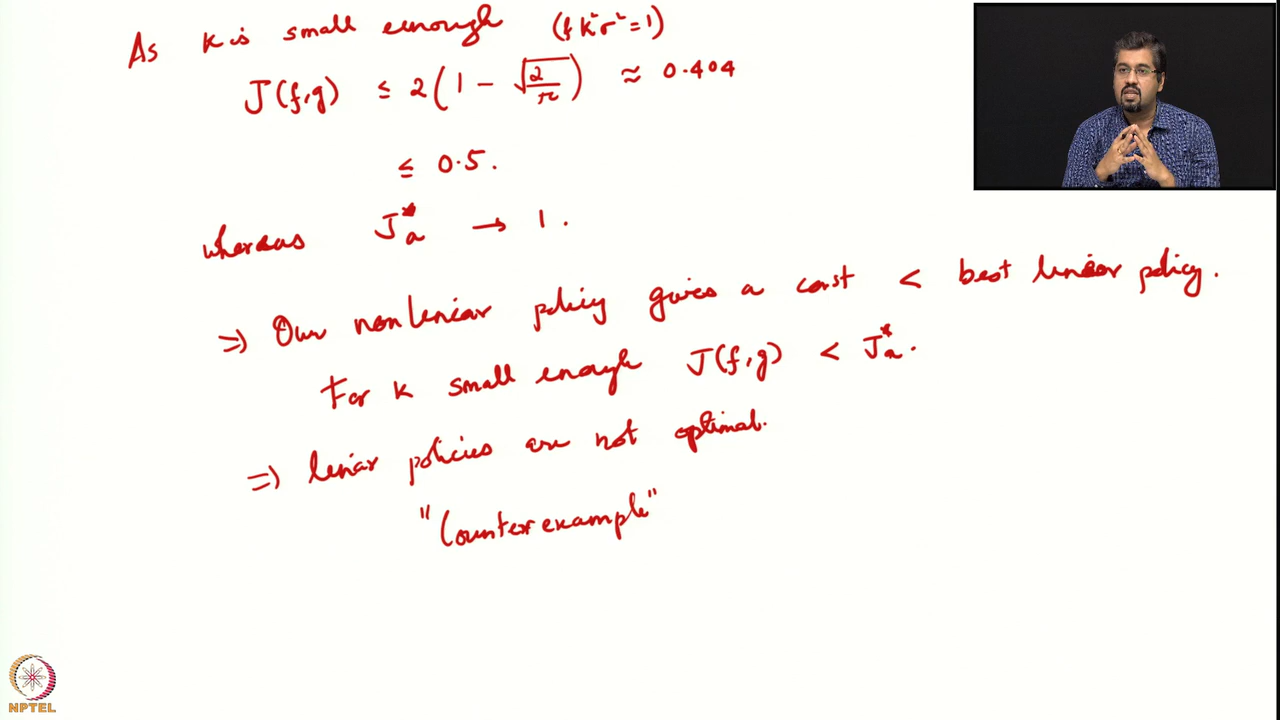 As k is small enough (f k²σ²=1)
J(f,g) ≤ 2(1 - √(2/π)) ≈ 0.404
≤ 0.5.
whereas J*a → 1.
⇒ Our nonlinear policy gives a cost < best linear policy.
For k small enough J(f,g) < J*a.
⇒ linear policies are not optimal.
"Counterexample"
NPTEL